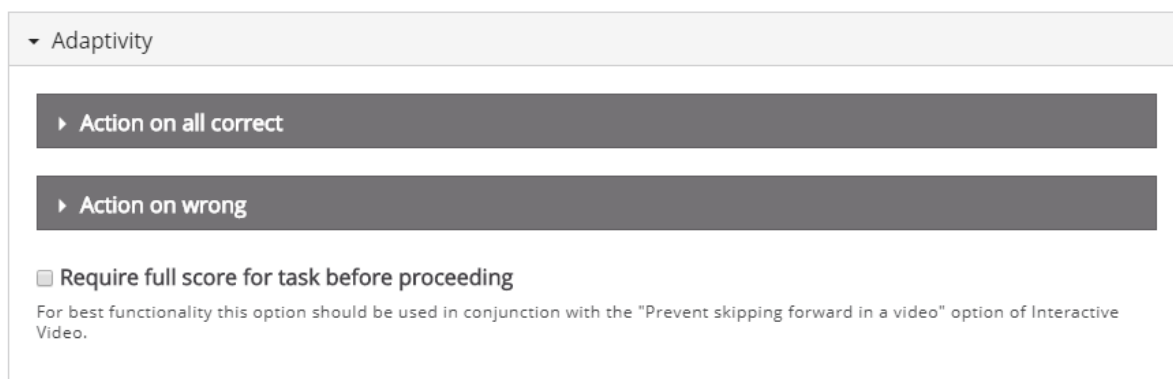 Adaptivity
Action on all correct
Action on wrong
Require full score for task before proceeding
For best functionality this option should be used in conjunction with the "Prevent skipping forward in a video" option of Interactive
Video.